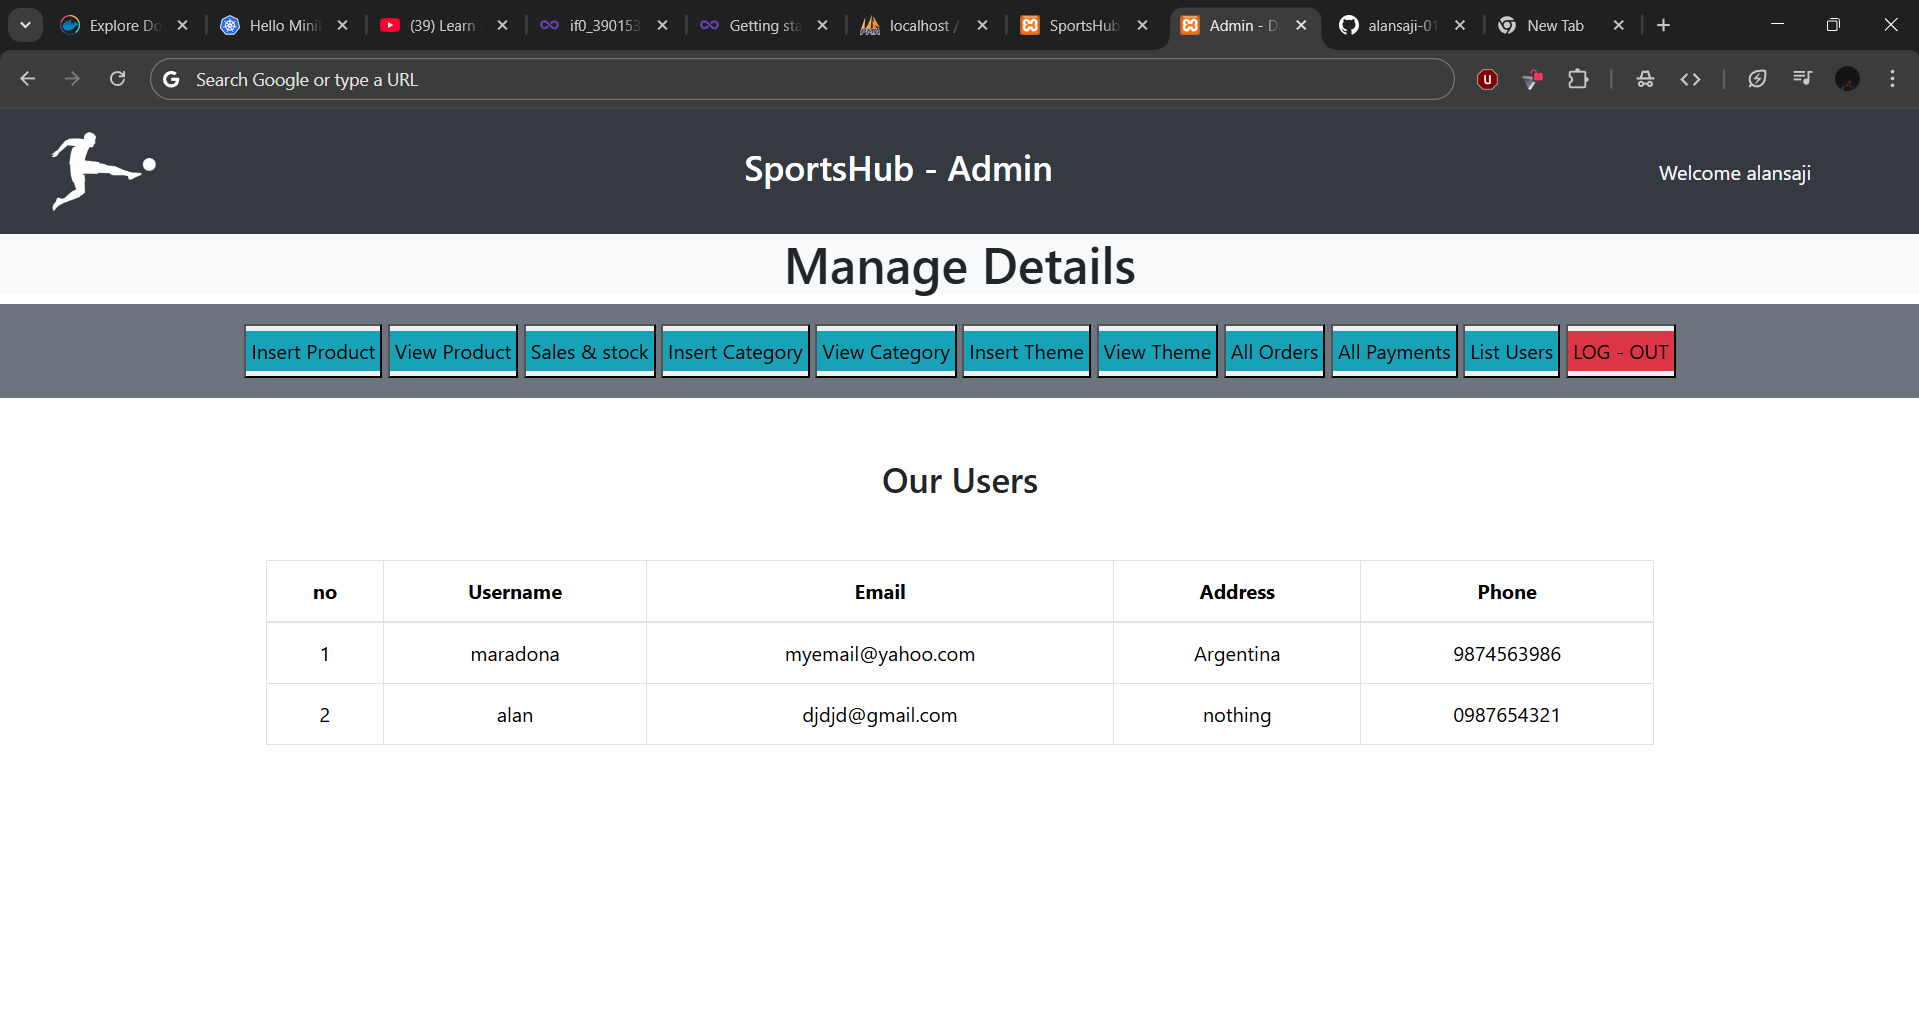 Explore Do
Hello Mini
(39) Learn
if0_390153
Getting sta
localhost /
SportsHub
Admin - D
alansaji-01
New Tab
Search Google or type a URL
SportsHub - Admin
Welcome alansaji
Manage Details
Insert Product
View Product
Sales & stock
Insert Category
View Category
Insert Theme
View Theme
All Orders
All Payments
List Users
LOG - OUT
Our Users
no Username Email Address Phone
1 maradona myemail@yahoo.com Argentina 9874563986
2 alan djdjd@gmail.com nothing 0987654321